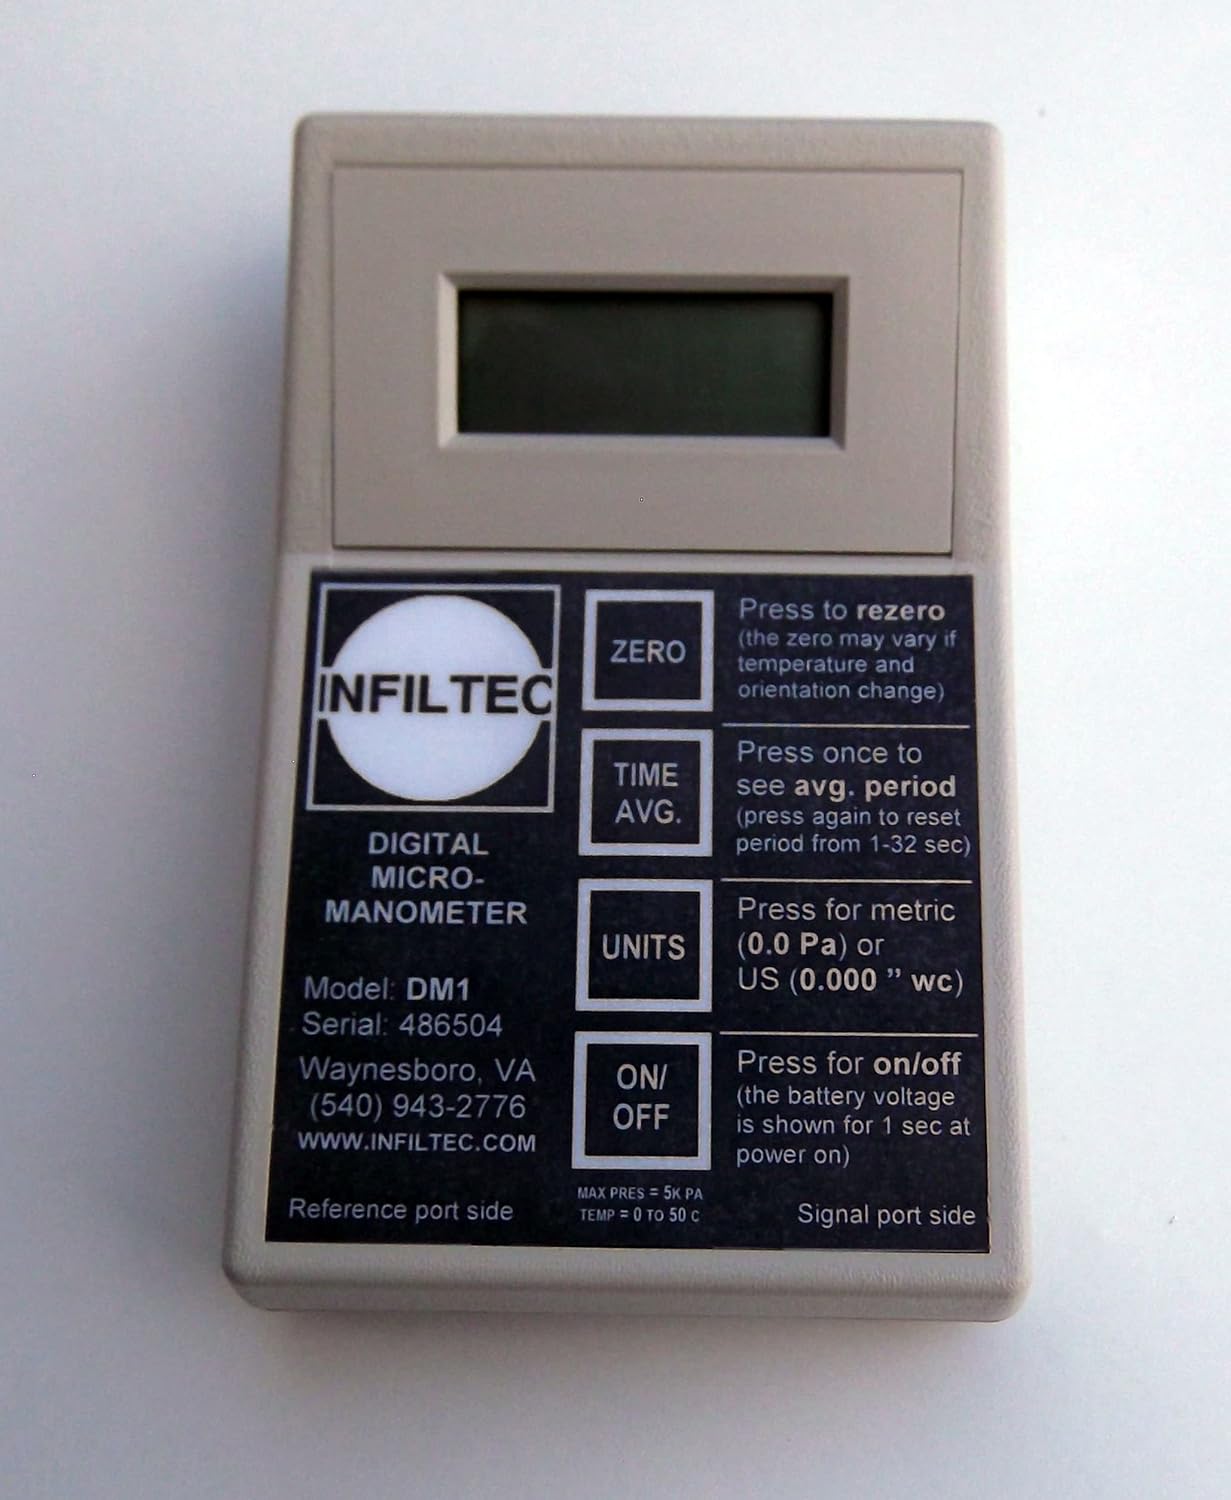 INFILTEC
DIGITAL
MICRO-
MANOMETER
Model: DM1
Serial: 486504
Waynesboro, VA
(540) 943-2776
WWW.INFILTEC.COM
Reference port side
ZERO
Press to rezero
(the zero may vary if
temperature and
orientation change)
TIME
AVG.
Press once to
see avg. period
(press again to reset
period from 1-32 sec)
UNITS
Press for metric
(0.0 Pa) or
US (0.000 ” wc)
ON/
OFF
Press for on/off
(the battery voltage
is shown for 1 sec at
power on)
MAX PRES = 5K PA
TEMP = 0 TO 50 C
Signal port side